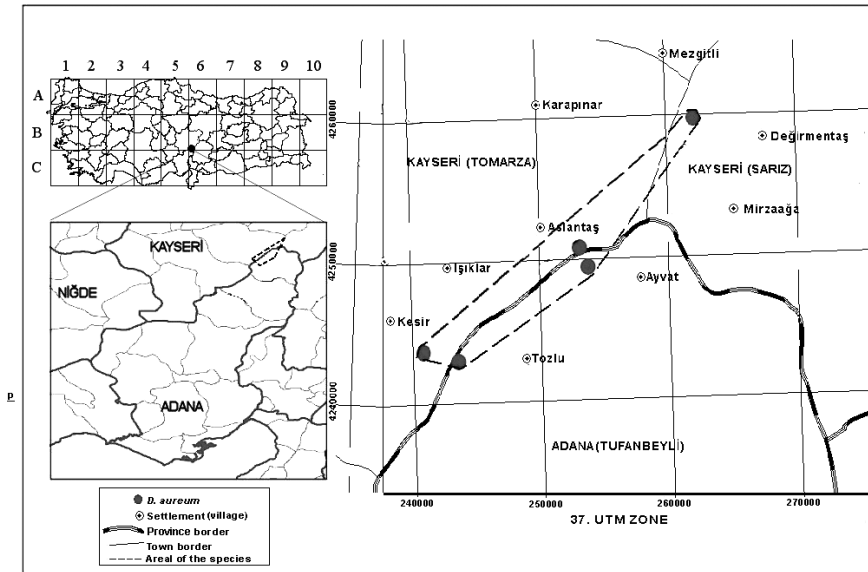 1 2 3 4 5 6 7 8 9 10
A
B
C
KAYSERİ
NİĞDE
ADANA
p
D. aureum
Settlement (village)
Province border
Town border
Areal of the species
Mezgitli
Karapınar
4260000
Değirmentaş
KAYSERİ (TOMARZA)
KAYSERİ (SARIZ)
Mirzaağa
Aslantaş
4250000
Işıklar
Ayvat
Kesir
Tozlu
4240000
ADANA (TUFANBEYLİ)
240000 250000 260000 270000
37. UTM ZONE